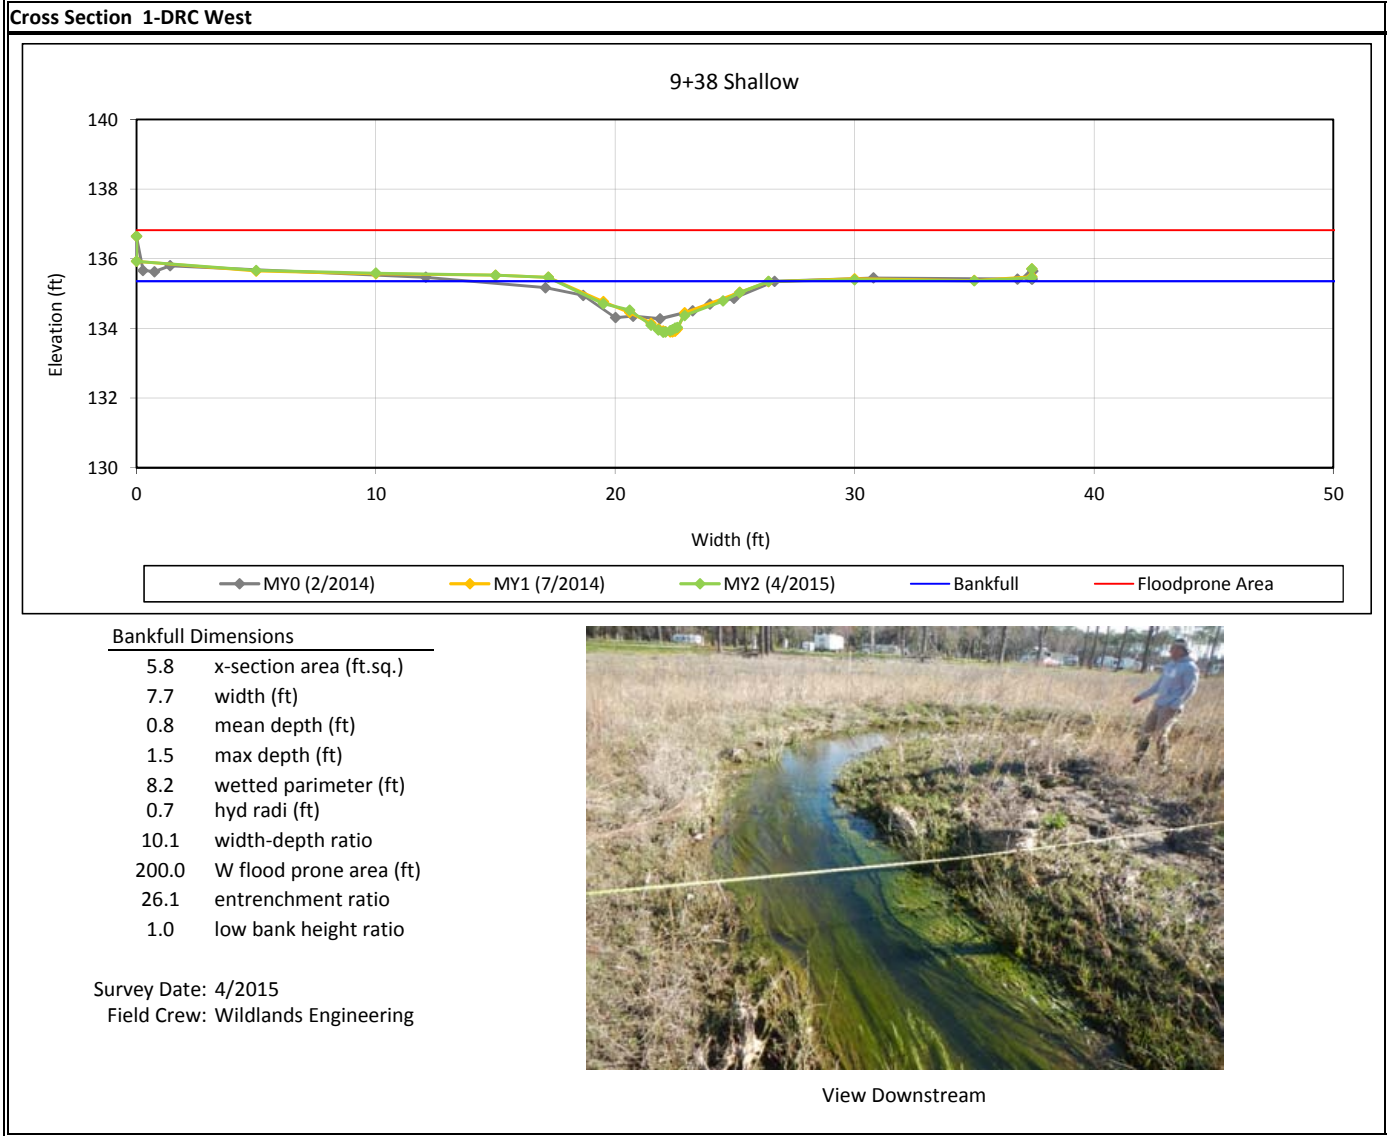 Cross Section 1-DRC West
9+38 Shallow
140
138
136
134
132
130
Elevation (ft)
0 10 20 30 40 50
Width (ft)
MY0 (2/2014) MY1 (7/2014) MY2 (4/2015) Bankfull Floodprone Area
Bankfull Dimensions
5.8 x-section area (ft.sq.)
7.7 width (ft)
0.8 mean depth (ft)
1.5 max depth (ft)
8.2 wetted parimeter (ft)
0.7 hyd radi (ft)
10.1 width-depth ratio
200.0 W flood prone area (ft)
26.1 entrenchment ratio
1.0 low bank height ratio
Survey Date: 4/2015
Field Crew: Wildlands Engineering
View Downstream